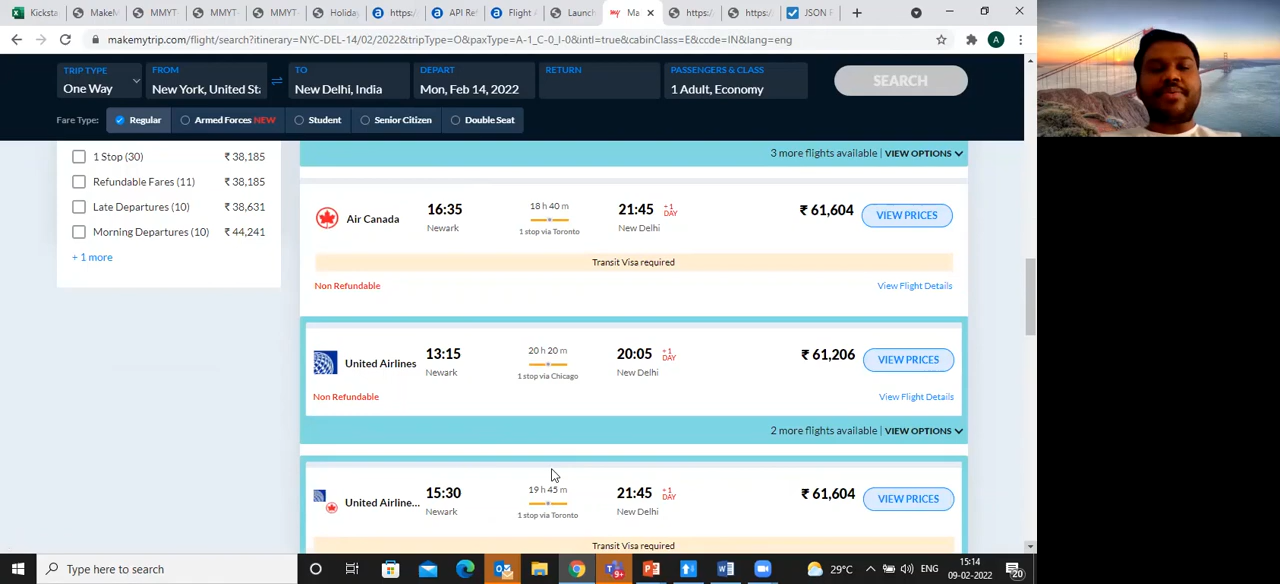 Kicksta
MakeM
MMYT
MMYT
MMYT
Holiday
https:/
API Re
Flight A
Launc
Ma
https:/
https:/
JSON F
makemytrip.com/flight/search?itinerary=NYC-DEL-14/02/2022&tripType=O&paxType=A-1_C-0_I-0&intl=true&cabinClass=E&ccde=IN&lang=eng
A
TRIP TYPE
One Way
FROM
New York, United Sta
TO
New Delhi, India
DEPART
Mon, Feb 14, 2022
RETURN
PASSENGERS & CLASS
1 Adult, Economy
SEARCH
Fare Type:
Regular
Armed Forces NEW
Student
Senior Citizen
Double Seat
1 Stop (30) ₹ 38,185
Refundable Fares (11) ₹ 38,185
Late Departures (10) ₹ 38,631
Morning Departures (10) ₹ 44,241
+ 1 more
3 more flights available | VIEW OPTIONS
Air Canada
16:35
Newark
18 h 40 m
1 stop via Toronto
21:45 +1 DAY
New Delhi
₹ 61,604
VIEW PRICES
Transit Visa required
Non Refundable
View Flight Details
United Airlines
13:15
Newark
20 h 20 m
1 stop via Chicago
20:05 +1 DAY
New Delhi
₹ 61,206
VIEW PRICES
Non Refundable
View Flight Details
2 more flights available | VIEW OPTIONS
United Airline...
15:30
Newark
19 h 45 m
1 stop via Toronto
21:45 +1 DAY
New Delhi
₹ 61,604
VIEW PRICES
Transit Visa required
Type here to search
9+
29°C
ENG
15:14
09-02-2022
20